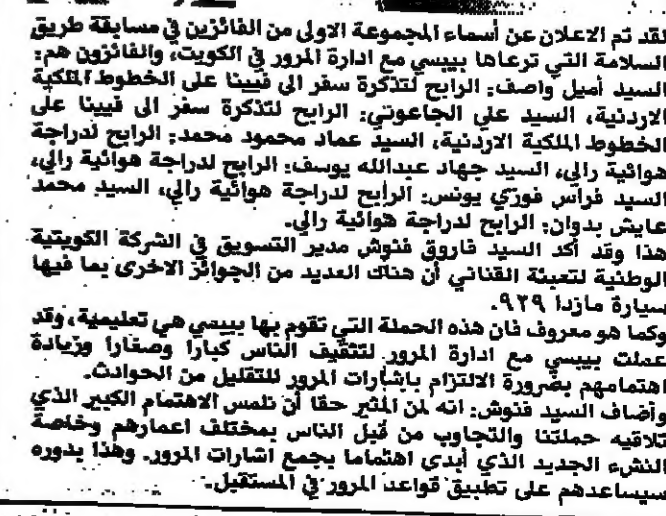 لقد تم الاعلان عن أسماء المجموعة الاولى من الفائزين في مسابقة طريق
السلامة التي ترعاها بيبسي مع ادارة المرور في الكويت، والفائزون هم:
السيد أميل واصف: الرابح لتذكرة سفر الى فيينا على الخطوط الملكية
الاردنية، السيد علي الجاعوني: الرابح لتذكرة سفر الى فيينا على
الخطوط الملكية الاردنية، السيد عماد محمود محمد: الرابح لدراجة
هوائية رالي، السيد جهاد عبدالله يوسف: الرابح لدراجة هوائية رالي،
السيد فراس فوزي يونس: الرابح لدراجة هوائية رالي، السيد محمد
عايش بدوان: الرابح لدراجة هوائية رالي.
هذا وقد أكد السيد فاروق فنوش مدير التسويق في الشركة الكويتية
الوطنية لتعبئة القناني أن هناك العديد من الجوائز الاخرى بما فيها
سيارة مازدا ٩٢٩.
وكما هو معروف فان هذه الحملة التي تقوم بها بيبسي هي تعليمية، وقد
عملت بيبسي مع ادارة المرور لتثقيف الناس كبارا وصغارا وزيادة
اهتمامهم بضرورة الالتزام باشارات المرور للتقليل من الحوادث.
وأضاف السيد فنوش: انه لمن المثير حقا أن نلمس الاهتمام الكبير الذي
تلاقيه حملتنا والتجاوب من قبل الناس بمختلف اعمارهم وخاصة
النشء الجديد الذي أبدى اهتماما بجمع اشارات المرور. وهذا بدوره
سيساعدهم على تطبيق قواعد المرور في المستقبل.